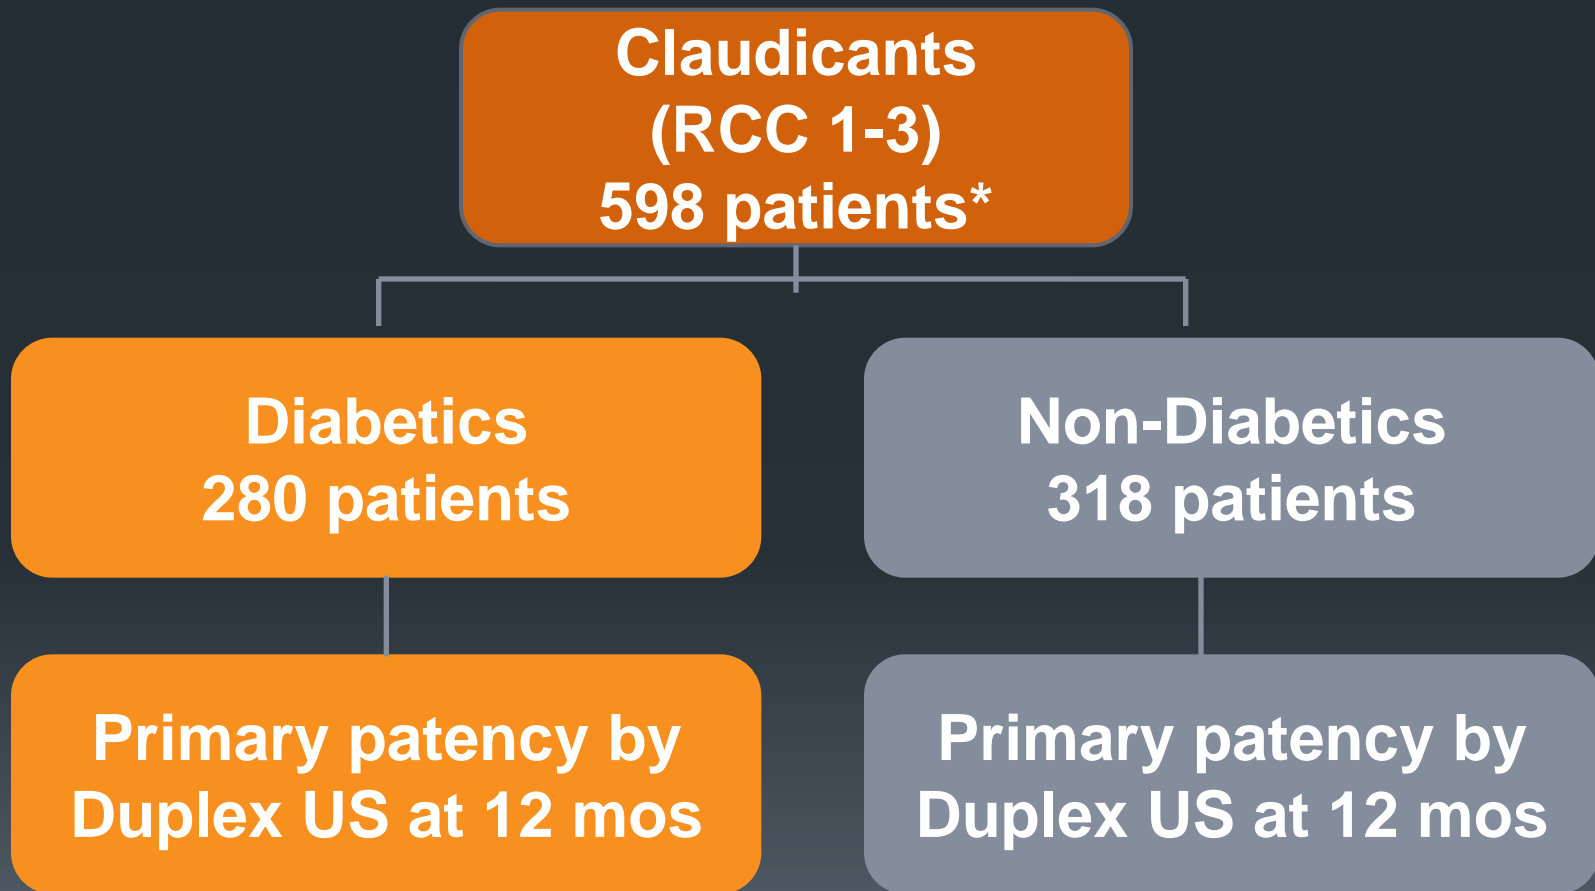 Claudicants
(RCC 1-3)
598 patients*
Diabetics
280 patients
Non-Diabetics
318 patients
Primary patency by
Duplex US at 12 mos
Primary patency by
Duplex US at 12 mos